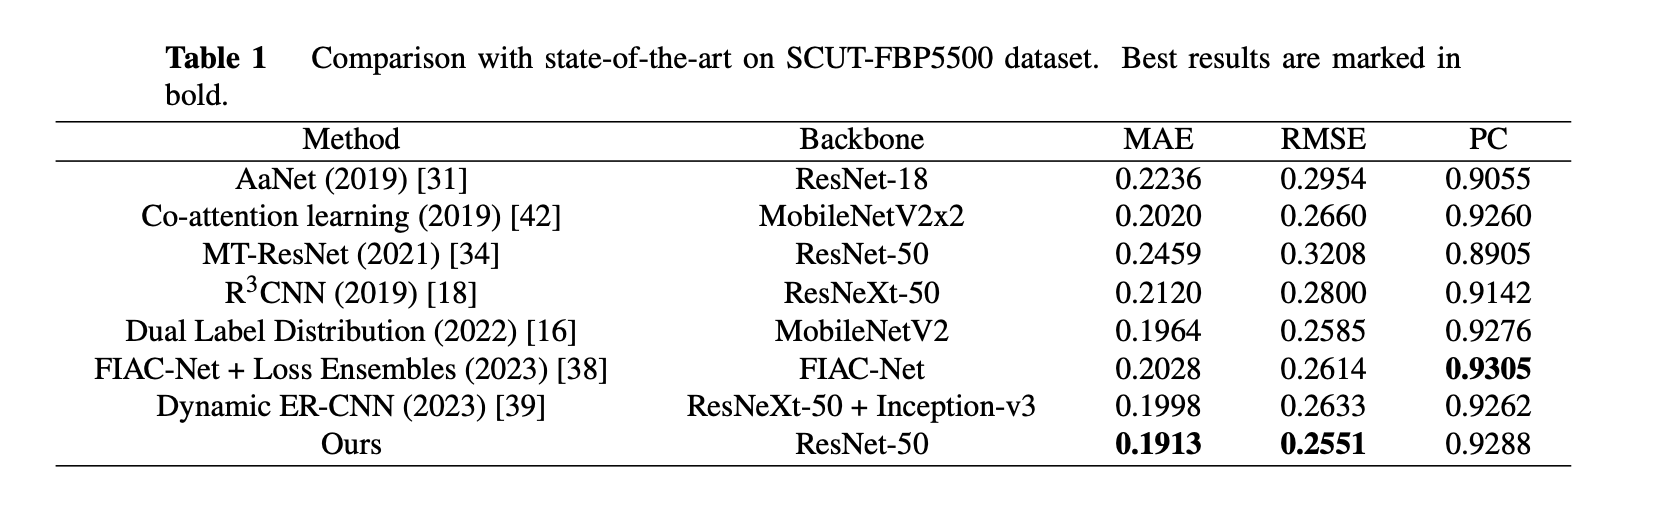 Table 1 Comparison with state-of-the-art on SCUT-FBP5500 dataset. Best results are marked in
bold.
Method Backbone MAE RMSE PC
AaNet (2019) [31] ResNet-18 0.2236 0.2954 0.9055
Co-attention learning (2019) [42] MobileNetV2x2 0.2020 0.2660 0.9260
MT-ResNet (2021) [34] ResNet-50 0.2459 0.3208 0.8905
R³CNN (2019) [18] ResNeXt-50 0.2120 0.2800 0.9142
Dual Label Distribution (2022) [16] MobileNetV2 0.1964 0.2585 0.9276
FIAC-Net + Loss Ensembles (2023) [38] FIAC-Net 0.2028 0.2614 0.9305
Dynamic ER-CNN (2023) [39] ResNeXt-50 + Inception-v3 0.1998 0.2633 0.9262
Ours ResNet-50 0.1913 0.2551 0.9288